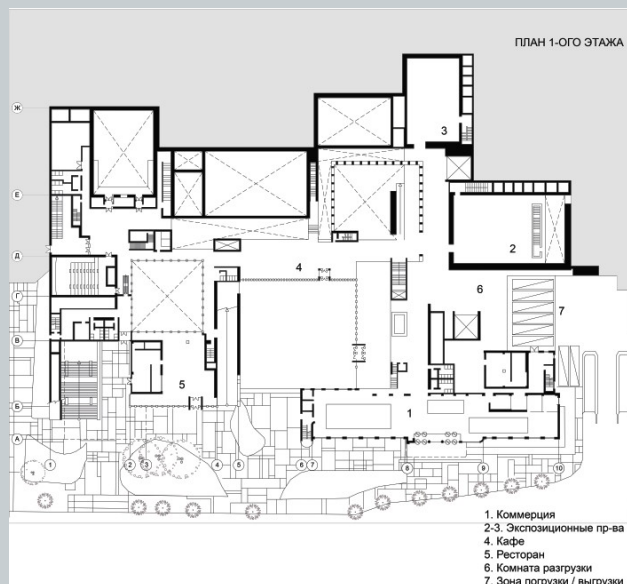 ПЛАН 1-ОГО ЭТАЖА
3
Ж
Е
2
4
Д
6
7
Г
В
5
1
Б
А
1 2 3 4 5 6 7 8 9 10
1. Коммерция
2-3. Экспозиционные пр-ва
4. Кафе
5. Ресторан
6. Комната разгрузки
7. Зона погрузки / выгрузки